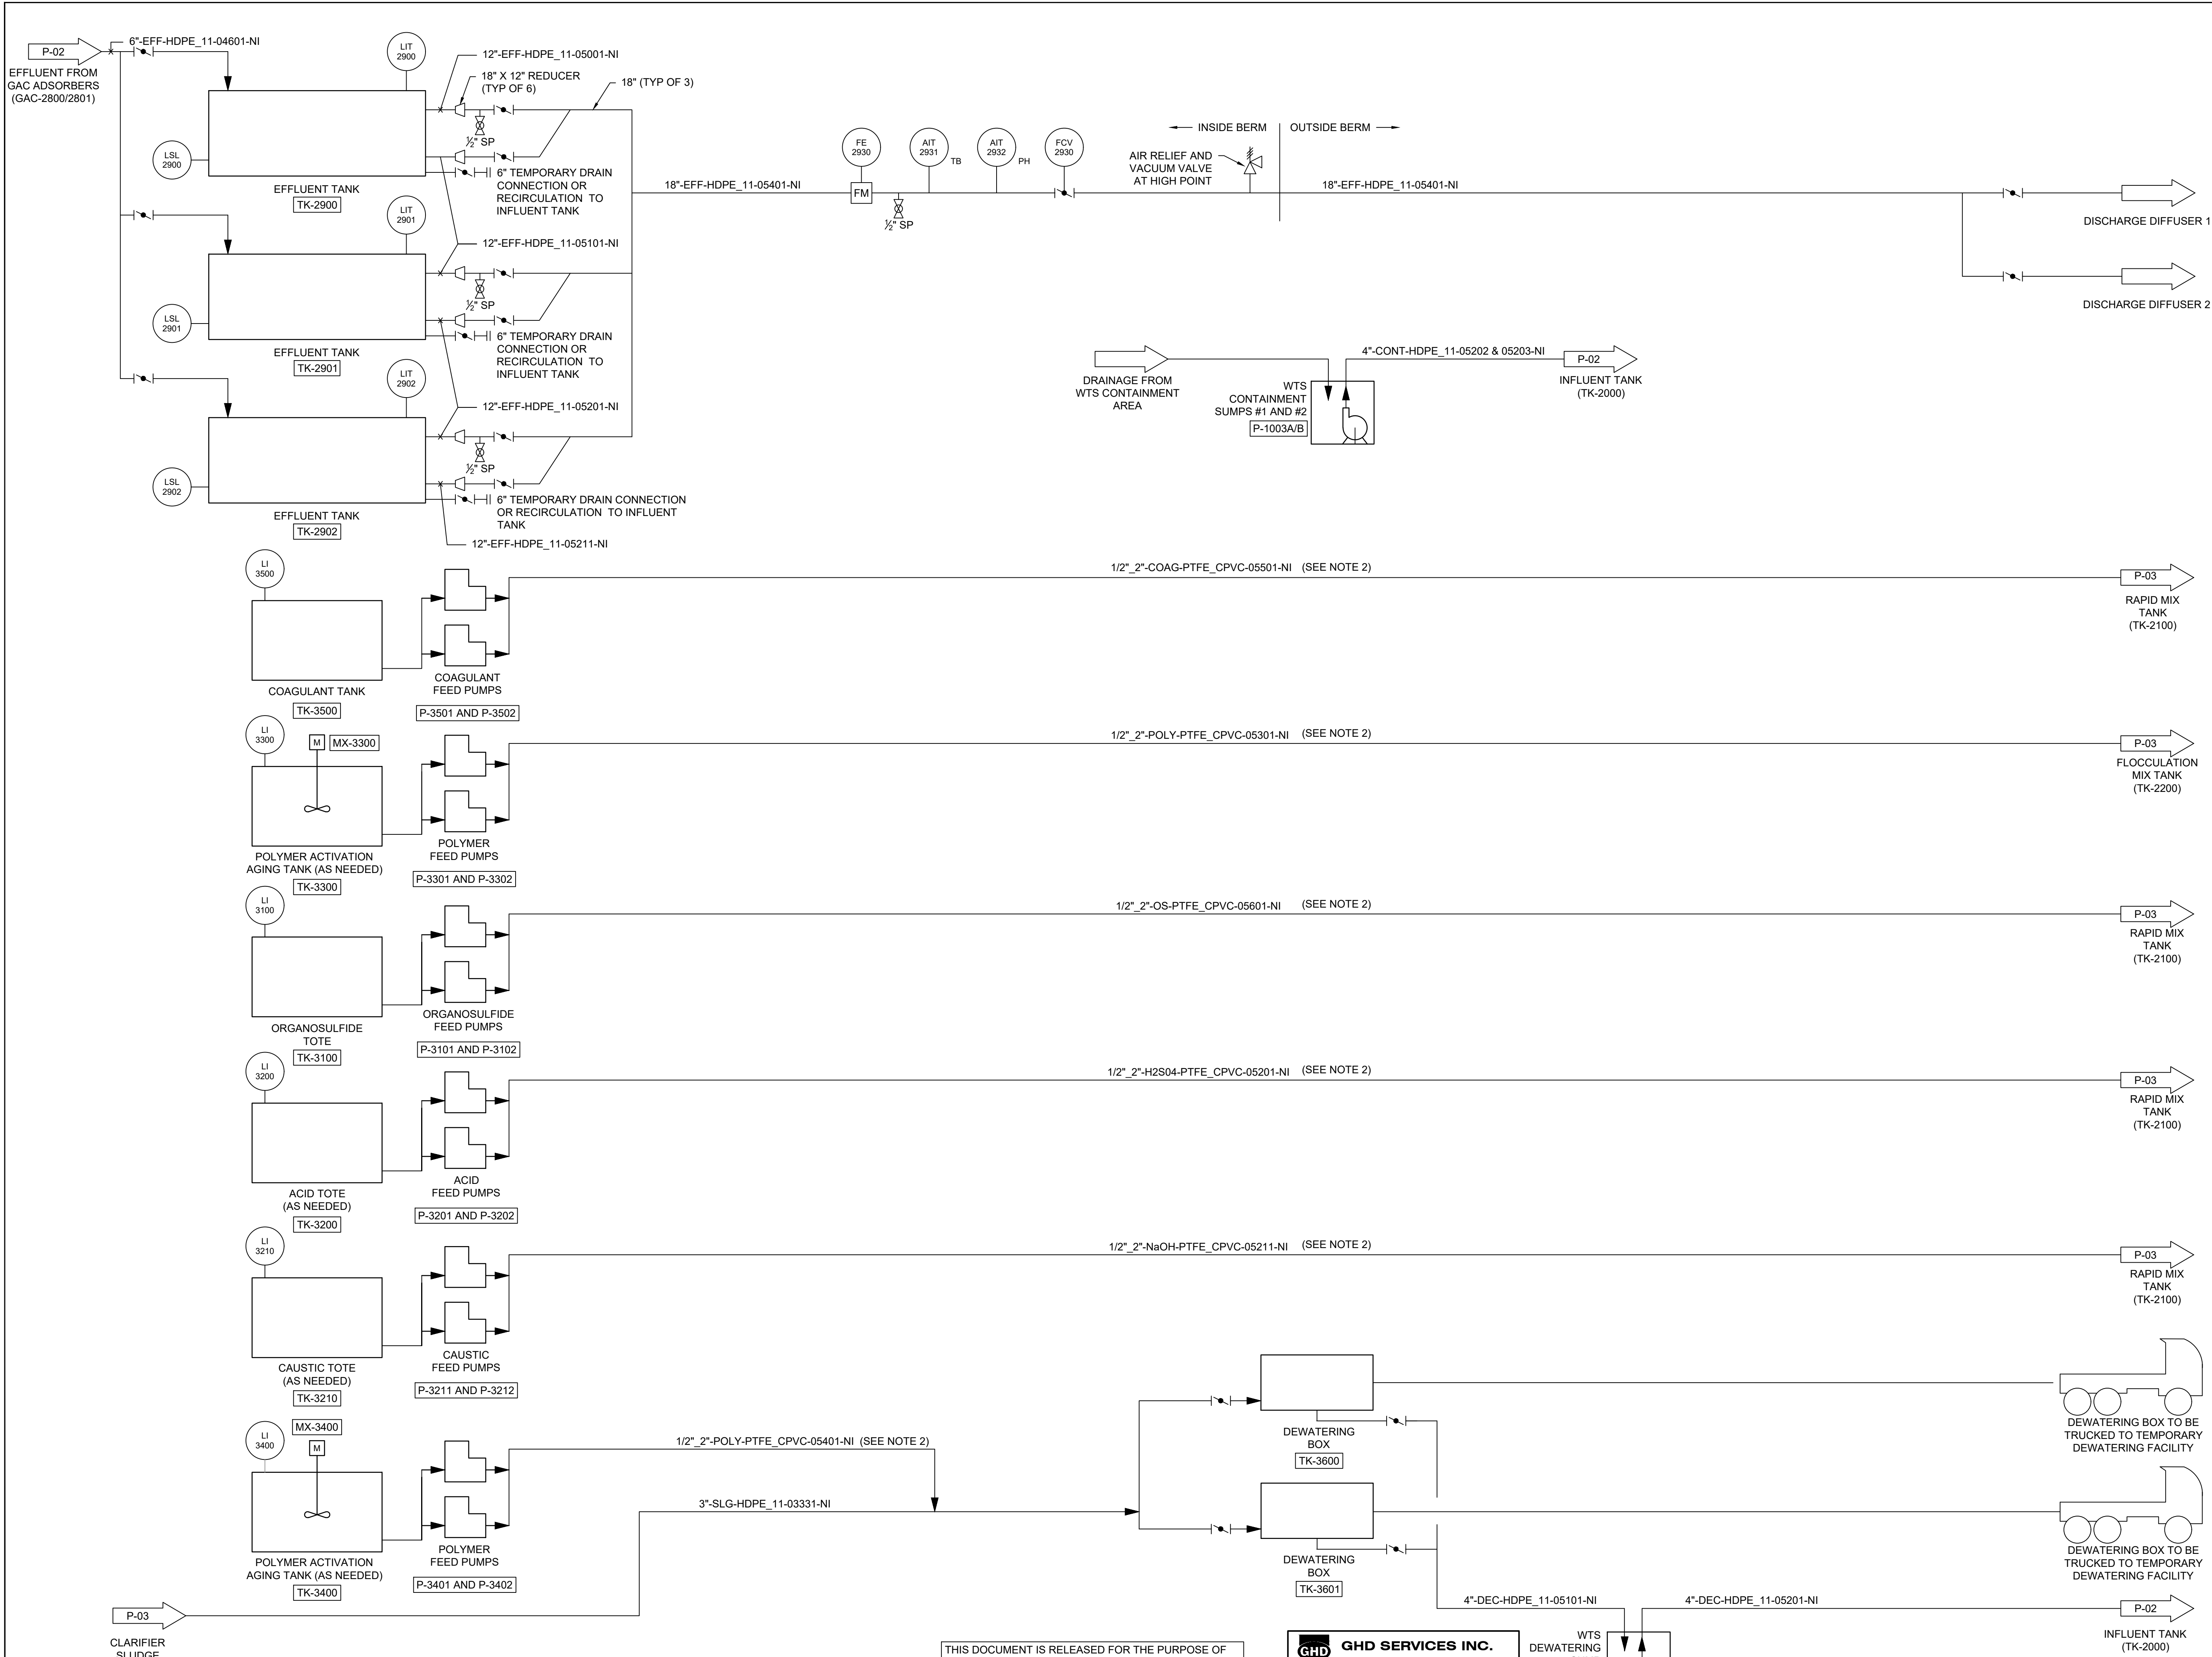 P-02
6"-EFF-HDPE_11-04601-NI
EFFLUENT FROM
GAC ADSORBERS
(GAC-2800/2801)
LIT
2900
12"-EFF-HDPE_11-05001-NI
18" X 12" REDUCER
(TYP OF 6)
18" (TYP OF 3)
½" SP
LSL
2900
EFFLUENT TANK
TK-2900
6" TEMPORARY DRAIN
CONNECTION OR
RECIRCULATION TO
INFLUENT TANK
LIT
2901
12"-EFF-HDPE_11-05101-NI
½" SP
LSL
2901
EFFLUENT TANK
TK-2901
6" TEMPORARY DRAIN
CONNECTION OR
RECIRCULATION TO
INFLUENT TANK
LIT
2902
12"-EFF-HDPE_11-05201-NI
½" SP
LSL
2902
EFFLUENT TANK
TK-2902
6" TEMPORARY DRAIN CONNECTION
OR RECIRCULATION TO INFLUENT
TANK
12"-EFF-HDPE_11-05211-NI
18"-EFF-HDPE_11-05401-NI
FE
2930
FM
½" SP
AIT
2931
TB
AIT
2932
PH
FCV
2930
INSIDE BERM
OUTSIDE BERM
AIR RELIEF AND
VACUUM VALVE
AT HIGH POINT
18"-EFF-HDPE_11-05401-NI
DISCHARGE DIFFUSER 1
DISCHARGE DIFFUSER 2
DRAINAGE FROM
WTS CONTAINMENT
AREA
WTS
CONTAINMENT
SUMPS #1 AND #2
P-1003A/B
4"-CONT-HDPE_11-05202 & 05203-NI
P-02
INFLUENT TANK
(TK-2000)
LI
3500
COAGULANT TANK
TK-3500
COAGULANT
FEED PUMPS
P-3501 AND P-3502
1/2"_2"-COAG-PTFE_CPVC-05501-NI (SEE NOTE 2)
P-03
RAPID MIX
TANK
(TK-2100)
LI
3300
M
MX-3300
POLYMER ACTIVATION
AGING TANK (AS NEEDED)
TK-3300
POLYMER
FEED PUMPS
P-3301 AND P-3302
1/2"_2"-POLY-PTFE_CPVC-05301-NI (SEE NOTE 2)
P-03
FLOCCULATION
MIX TANK
(TK-2200)
LI
3100
ORGANOSULFIDE
TOTE
TK-3100
ORGANOSULFIDE
FEED PUMPS
P-3101 AND P-3102
1/2"_2"-OS-PTFE_CPVC-05601-NI (SEE NOTE 2)
P-03
RAPID MIX
TANK
(TK-2100)
LI
3200
ACID TOTE
(AS NEEDED)
TK-3200
ACID
FEED PUMPS
P-3201 AND P-3202
1/2"_2"-H2S04-PTFE_CPVC-05201-NI (SEE NOTE 2)
P-03
RAPID MIX
TANK
(TK-2100)
LI
3210
CAUSTIC TOTE
(AS NEEDED)
TK-3210
CAUSTIC
FEED PUMPS
P-3211 AND P-3212
1/2"_2"-NaOH-PTFE_CPVC-05211-NI (SEE NOTE 2)
P-03
RAPID MIX
TANK
(TK-2100)
LI
3400
MX-3400
M
POLYMER ACTIVATION
AGING TANK (AS NEEDED)
TK-3400
POLYMER
FEED PUMPS
P-3401 AND P-3402
1/2"_2"-POLY-PTFE_CPVC-05401-NI (SEE NOTE 2)
3"-SLG-HDPE_11-03331-NI
DEWATERING
BOX
TK-3600
DEWATERING BOX TO BE
TRUCKED TO TEMPORARY
DEWATERING FACILITY
DEWATERING
BOX
TK-3601
DEWATERING BOX TO BE
TRUCKED TO TEMPORARY
DEWATERING FACILITY
P-03
CLARIFIER
SLUDGE
4"-DEC-HDPE_11-05101-NI
4"-DEC-HDPE_11-05201-NI
P-02
INFLUENT TANK
(TK-2000)
WTS
DEWATERING
THIS DOCUMENT IS RELEASED FOR THE PURPOSE OF
GHD
GHD SERVICES INC.